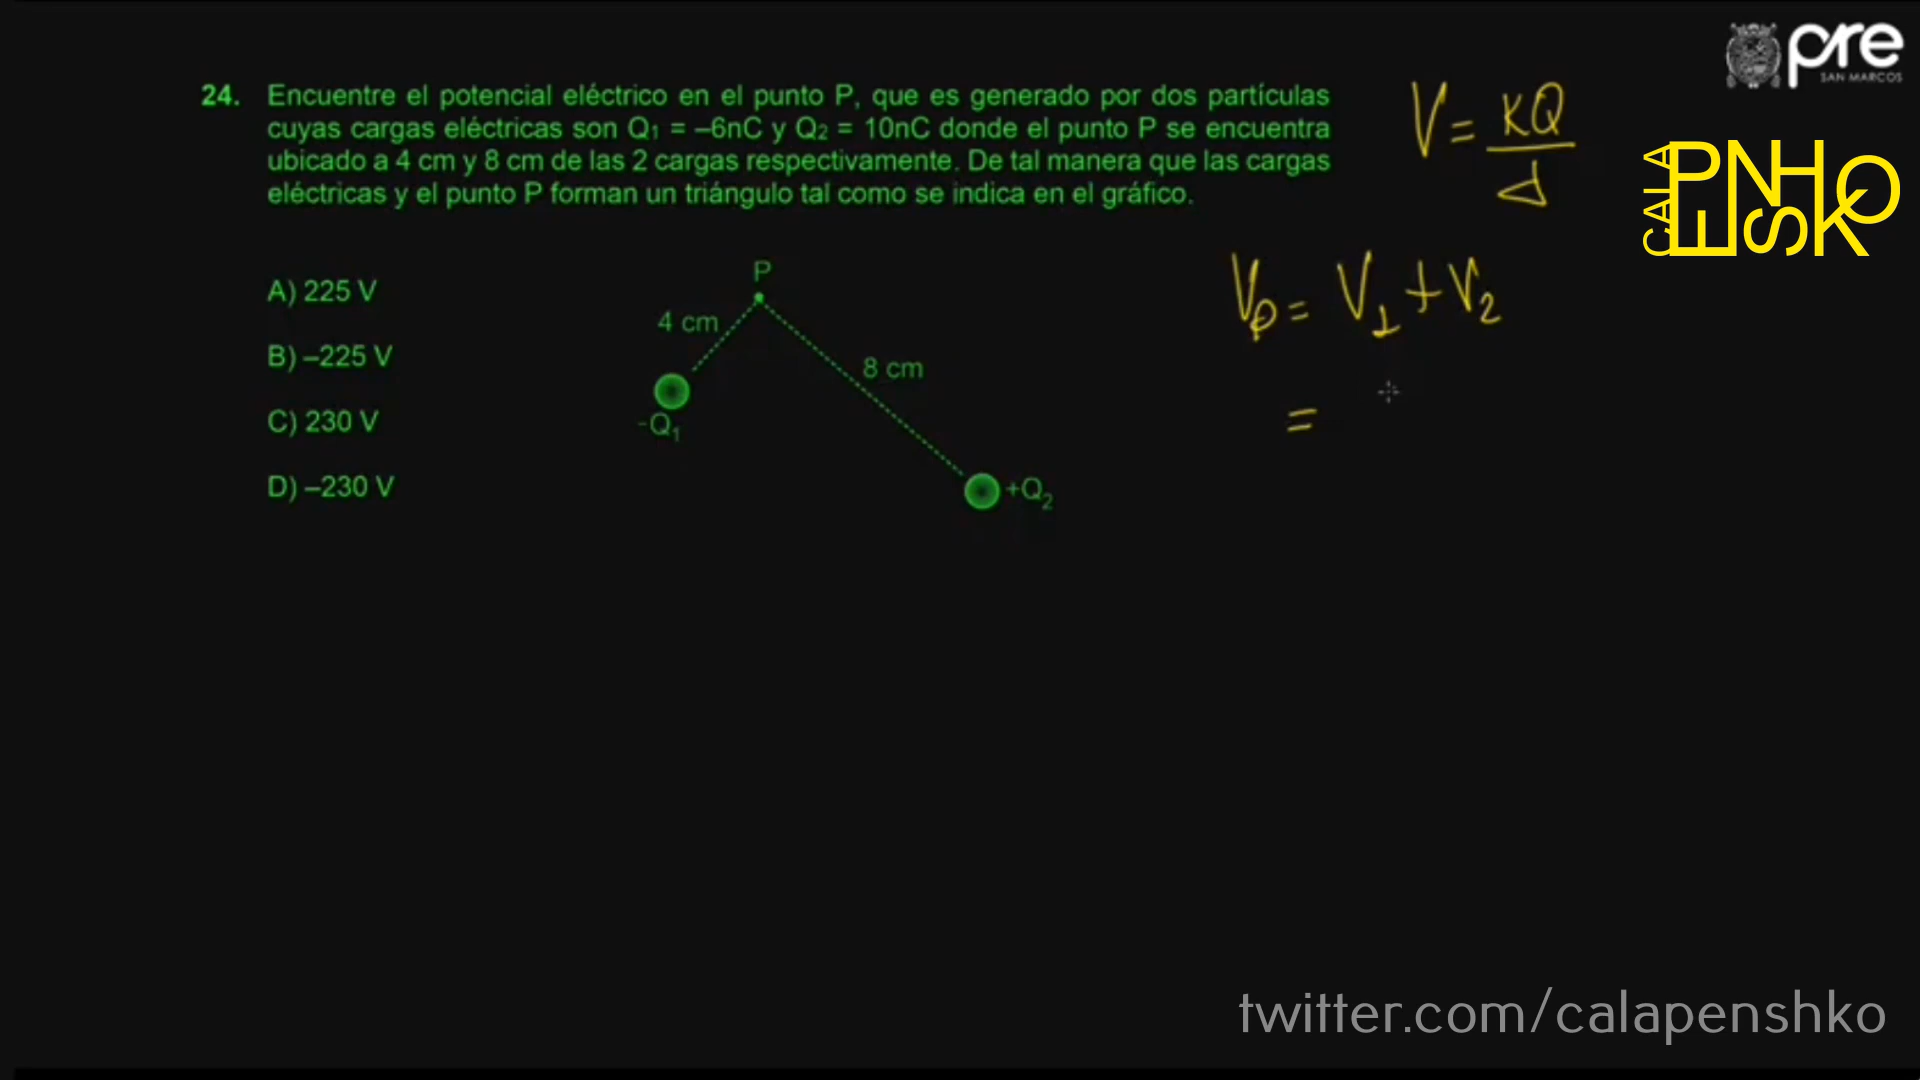 pre
SAN MARCOS
24. Encuentre el potencial eléctrico en el punto P, que es generado por dos partículas
cuyas cargas eléctricas son Q₁ = –6nC y Q₂ = 10nC donde el punto P se encuentra
ubicado a 4 cm y 8 cm de las 2 cargas respectivamente. De tal manera que las cargas
eléctricas y el punto P forman un triángulo tal como se indica en el gráfico.
V = KQ
d
CALA PENSHKO
Vp = V1 + V2
=
A) 225 V
B) –225 V
C) 230 V
D) –230 V
P
4 cm
8 cm
-Q₁
+Q₂
twitter.com/calapenshko